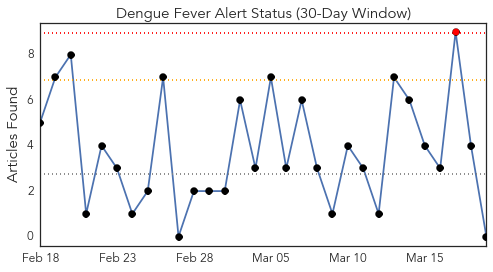 Dengue Fever Alert Status (30-Day Window)
Articles Found
8
6
4
2
0
Feb 18
Feb 23
Feb 28
Mar 05
Mar 10
Mar 15